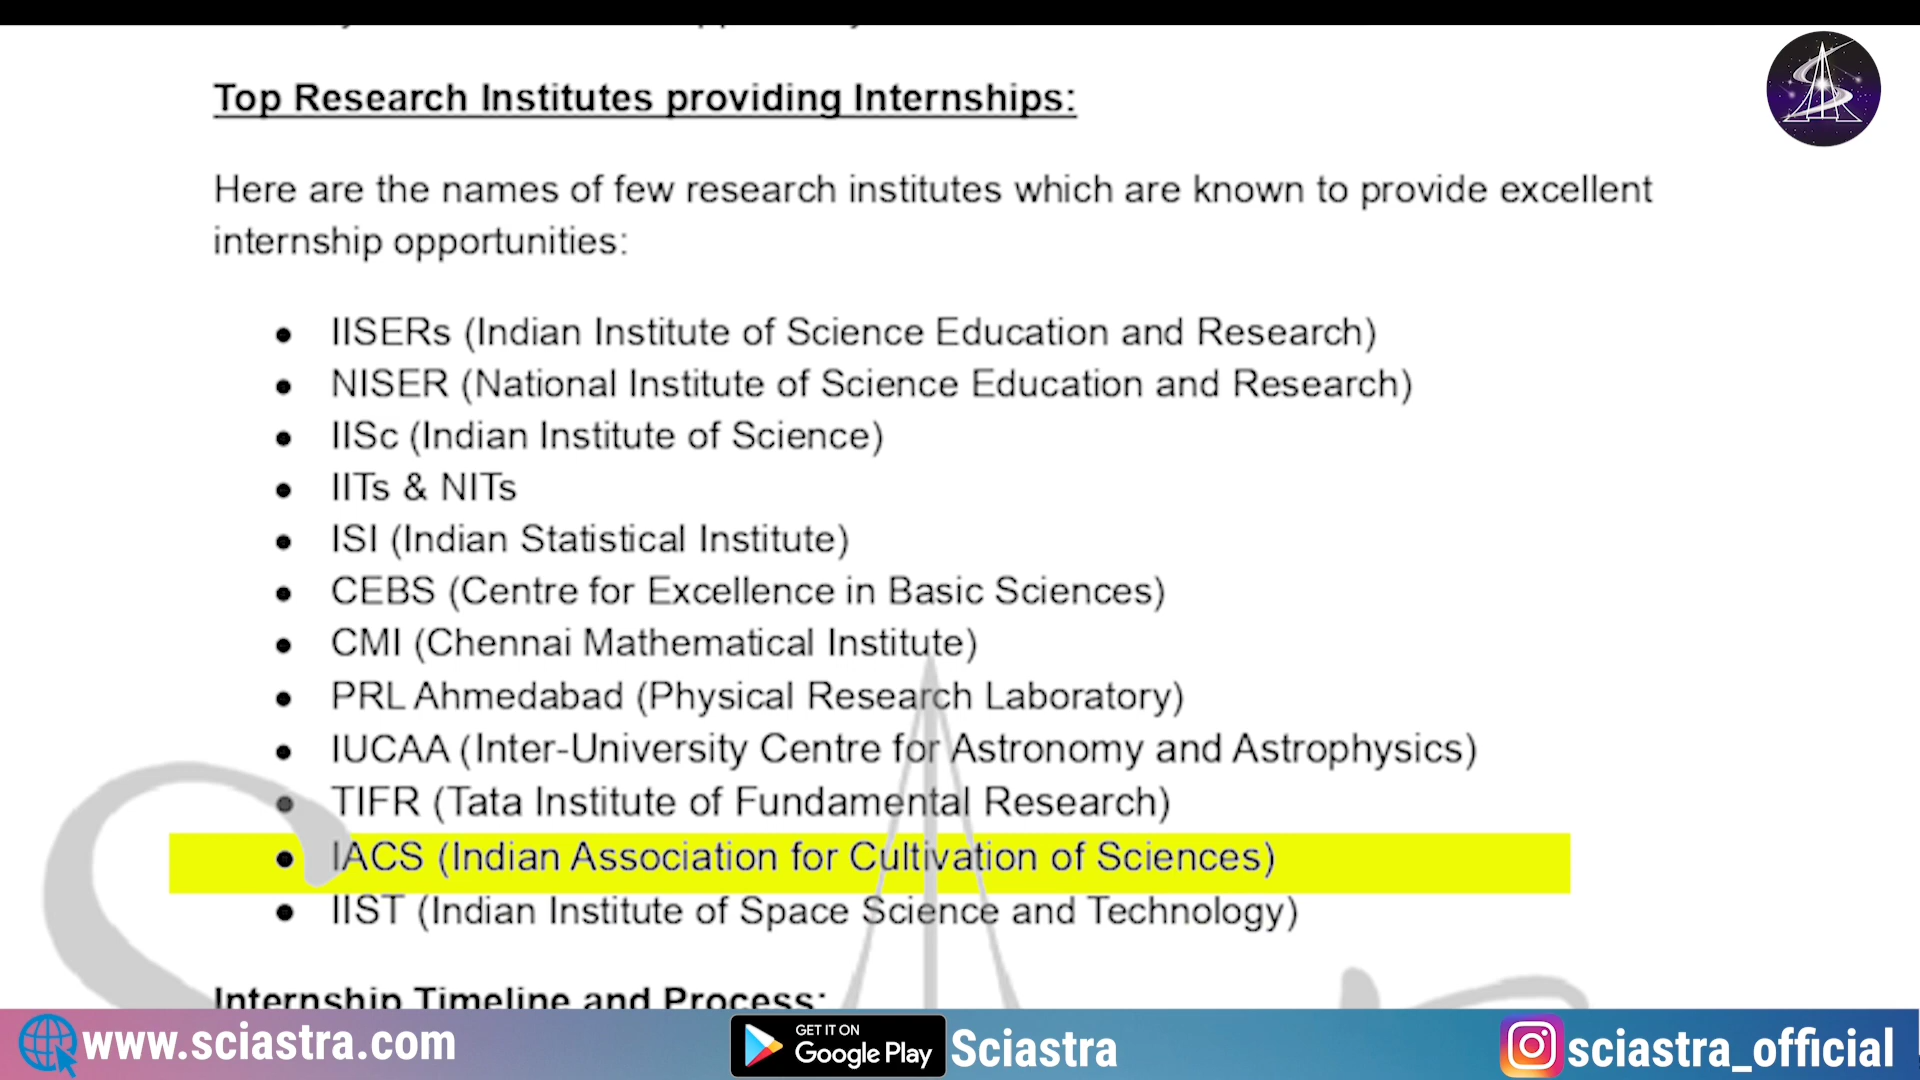 Top Research Institutes providing Internships:
Here are the names of few research institutes which are known to provide excellent
internship opportunities:
● IISERs (Indian Institute of Science Education and Research)
● NISER (National Institute of Science Education and Research)
● IISc (Indian Institute of Science)
● IITs & NITs
● ISI (Indian Statistical Institute)
● CEBS (Centre for Excellence in Basic Sciences)
● CMI (Chennai Mathematical Institute)
● PRL Ahmedabad (Physical Research Laboratory)
● IUCAA (Inter-University Centre for Astronomy and Astrophysics)
● TIFR (Tata Institute of Fundamental Research)
● IACS (Indian Association for Cultivation of Sciences)
● IIST (Indian Institute of Space Science and Technology)
Internship Timeline and Process:
www.sciastra.com
GET IT ON
Google Play
Sciastra
sciastra_official